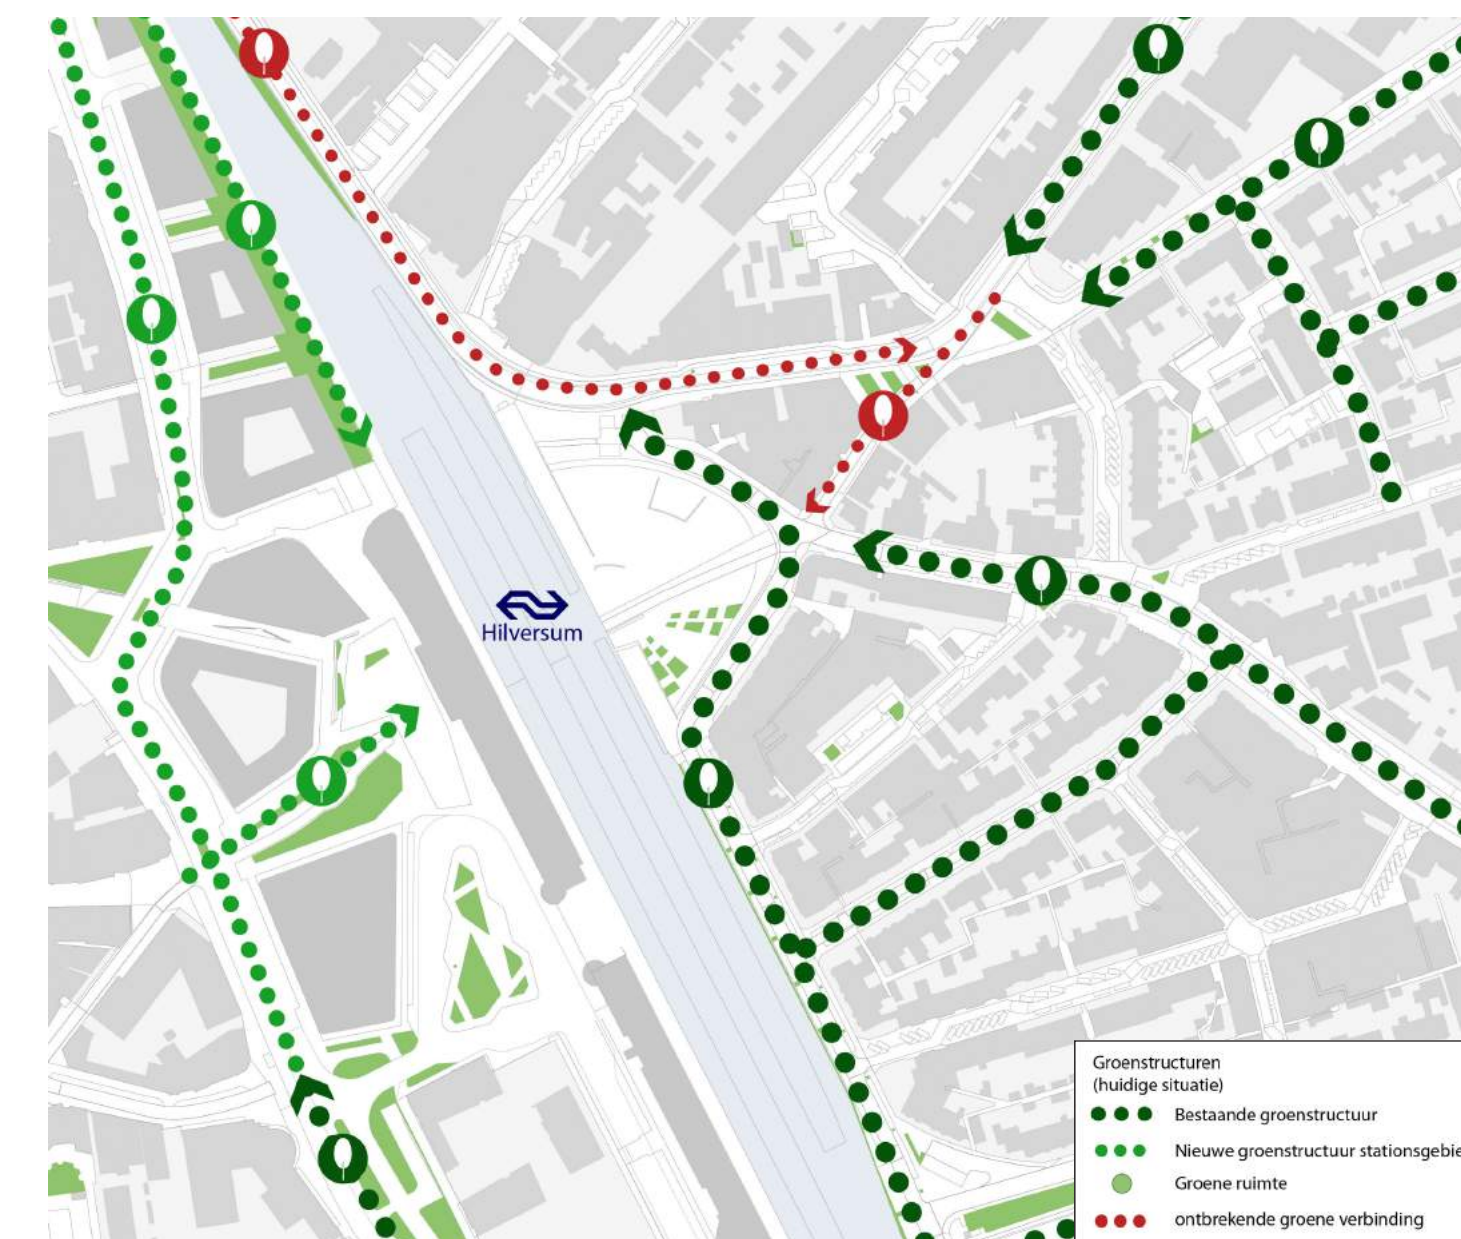 Hilversum
Groenstructuren
(huidige situatie)
Bestaande groenstructuur
Nieuwe groenstructuur stationsgebie
Groene ruimte
ontbrekende groene verbinding